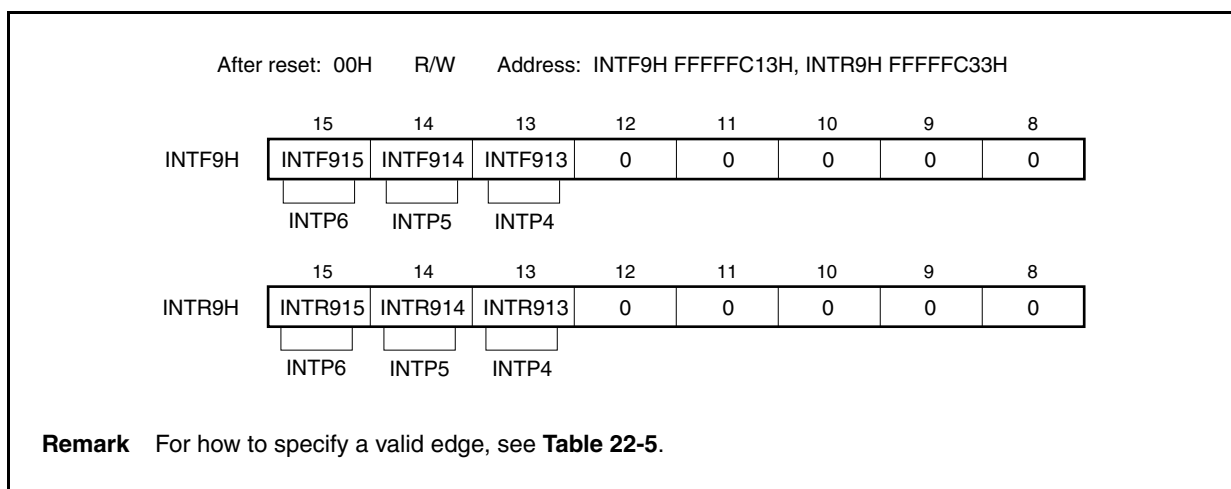 After reset: 00H R/W Address: INTF9H FFFFFC13H, INTR9H FFFFFC33H
15 14 13 12 11 10 9 8
INTF9H INTF915 INTF914 INTF913 0 0 0 0 0
INTP6 INTP5 INTP4
15 14 13 12 11 10 9 8
INTR9H INTR915 INTR914 INTR913 0 0 0 0 0
INTP6 INTP5 INTP4
Remark For how to specify a valid edge, see Table 22-5.